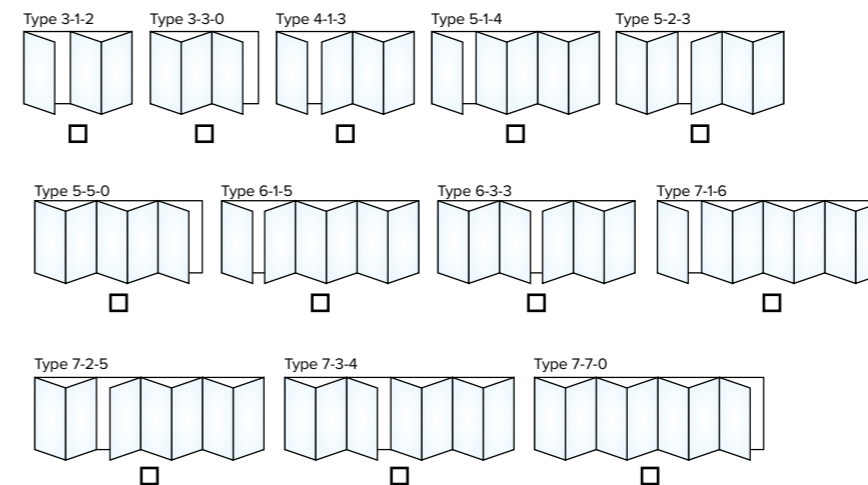 Type 3-1-2
Type 3-3-0
Type 4-1-3
Type 5-1-4
Type 5-2-3
Type 5-5-0
Type 6-1-5
Type 6-3-3
Type 7-1-6
Type 7-2-5
Type 7-3-4
Type 7-7-0